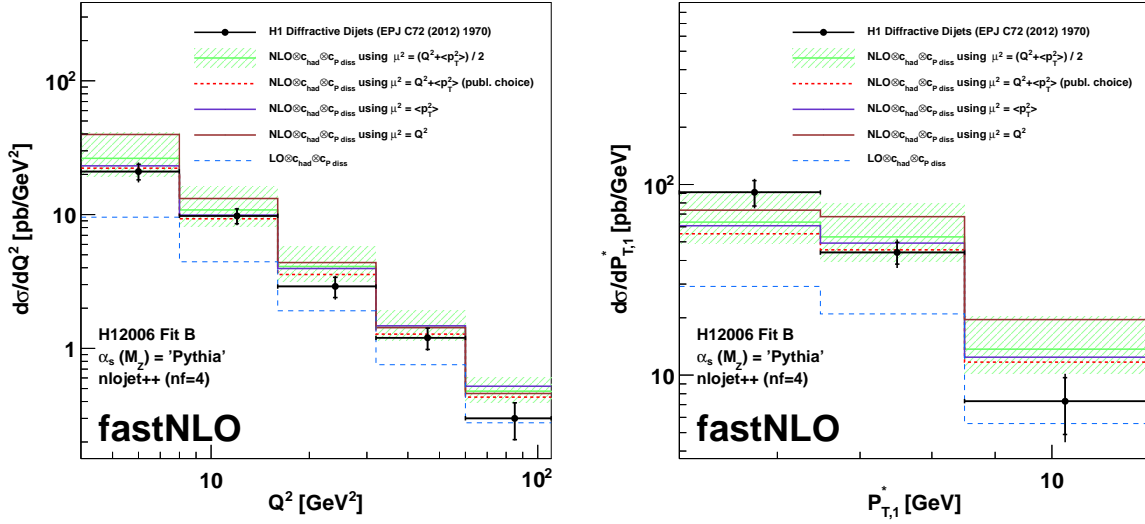 H1 Diffractive Dijets (EPJ C72 (2012) 1970)
NLO⊗c_had⊗c_P diss using μ² = (Q²+<p_T²>) / 2
NLO⊗c_had⊗c_P diss using μ² = Q²+<p_T²> (publ. choice)
NLO⊗c_had⊗c_P diss using μ² = <p_T²>
NLO⊗c_had⊗c_P diss using μ² = Q²
LO⊗c_had⊗c_P diss
dσ/dQ² [pb/GeV²]
10²
10
1
H12006 Fit B
α_s (M_Z) = 'Pythia'
nlojet++ (nf=4)
fastNLO
10
10²
Q² [GeV²]
H1 Diffractive Dijets (EPJ C72 (2012) 1970)
NLO⊗c_had⊗c_P diss using μ² = (Q²+<p_T²>) / 2
NLO⊗c_had⊗c_P diss using μ² = Q²+<p_T²> (publ. choice)
NLO⊗c_had⊗c_P diss using μ² = <p_T²>
NLO⊗c_had⊗c_P diss using μ² = Q²
LO⊗c_had⊗c_P diss
dσ/dP*_T,1 [pb/GeV]
10²
10
H12006 Fit B
α_s (M_Z) = 'Pythia'
nlojet++ (nf=4)
fastNLO
10
P*_T,1 [GeV]